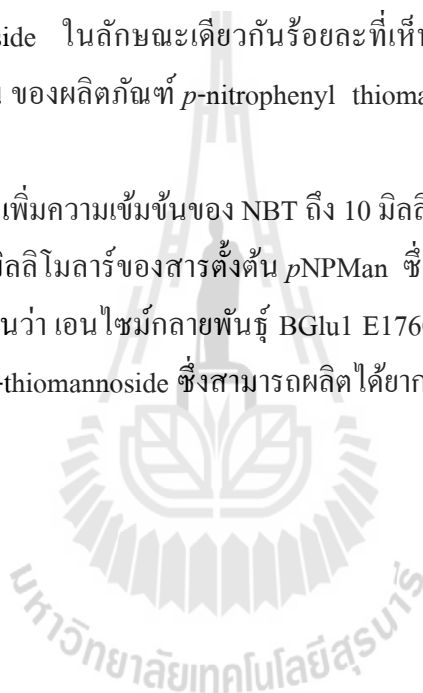 side ในลักษณะเดียวกันร้อยละที่เห็
ของผลิตภัณฑ์ p-nitrophenyl thioma
เพิ่มความเข้มข้นของ NBT ถึง 10 มิลลิ
มิลลิโมลาร์ของสารตั้งต้น pNPMan ซึ่
นว่า เอนไซม์กลายพันธุ์ BGlu1 E176
-thiomannoside ซึ่งสามารถผลิตได้ยาก
มหาวิทยาลัยเทคโนโลยีสุรนารี